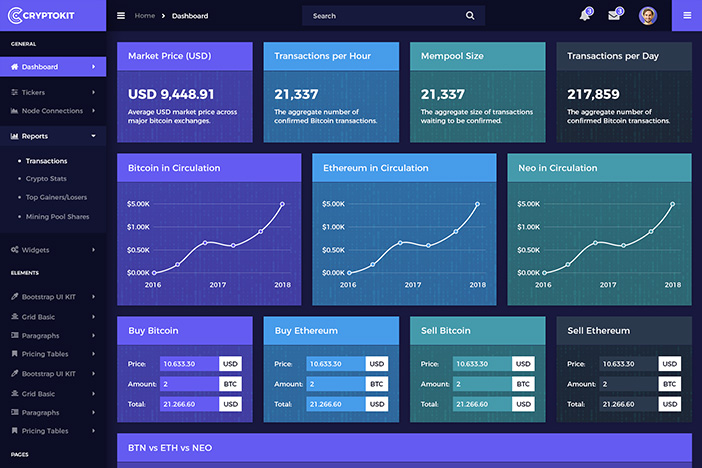 CRYPTOKIT
Home > Dashboard
Search
3
3
GENERAL
Dashboard
Tickers
Node Connections
Reports
Transactions
Crypto Stats
Top Gainers/Losers
Mining Pool Shares
Widgets
ELEMENTS
Bootstrap UI KIT
Grid Basic
Paragraphs
Pricing Tables
Bootstrap UI KIT
Grid Basic
Paragraphs
Pricing Tables
PAGES
Market Price (USD)
USD 9,448.91
Average USD market price across
major bitcoin exchanges.
Transactions per Hour
21,337
The aggregate number of
confirmed Bitcoin transactions.
Mempool Size
21,337
The aggregate size of transactions
waiting to be confirmed.
Transactions per Day
217,859
The aggregate number of
confirmed Bitcoin transactions.
Bitcoin in Circulation
$5.00K
$1.00K
$0.50K
$0.00K
2016 2017 2018
Ethereum in Circulation
$5.00K
$1.00K
$0.50K
$0.00K
2016 2017 2018
Neo in Circulation
$5.00K
$1.00K
$0.50K
$0.00K
2016 2017 2018
Buy Bitcoin
Price: 10.633.30 USD
Amount: 2 BTC
Total: 21.266.60 USD
Buy Ethereum
Price: 10.633.30 USD
Amount: 2 BTC
Total: 21.266.60 USD
Sell Bitcoin
Price: 10.633.30 USD
Amount: 2 BTC
Total: 21.266.60 USD
Sell Ethereum
Price: 10.633.30 USD
Amount: 2 BTC
Total: 21.266.60 USD
BTN vs ETH vs NEO